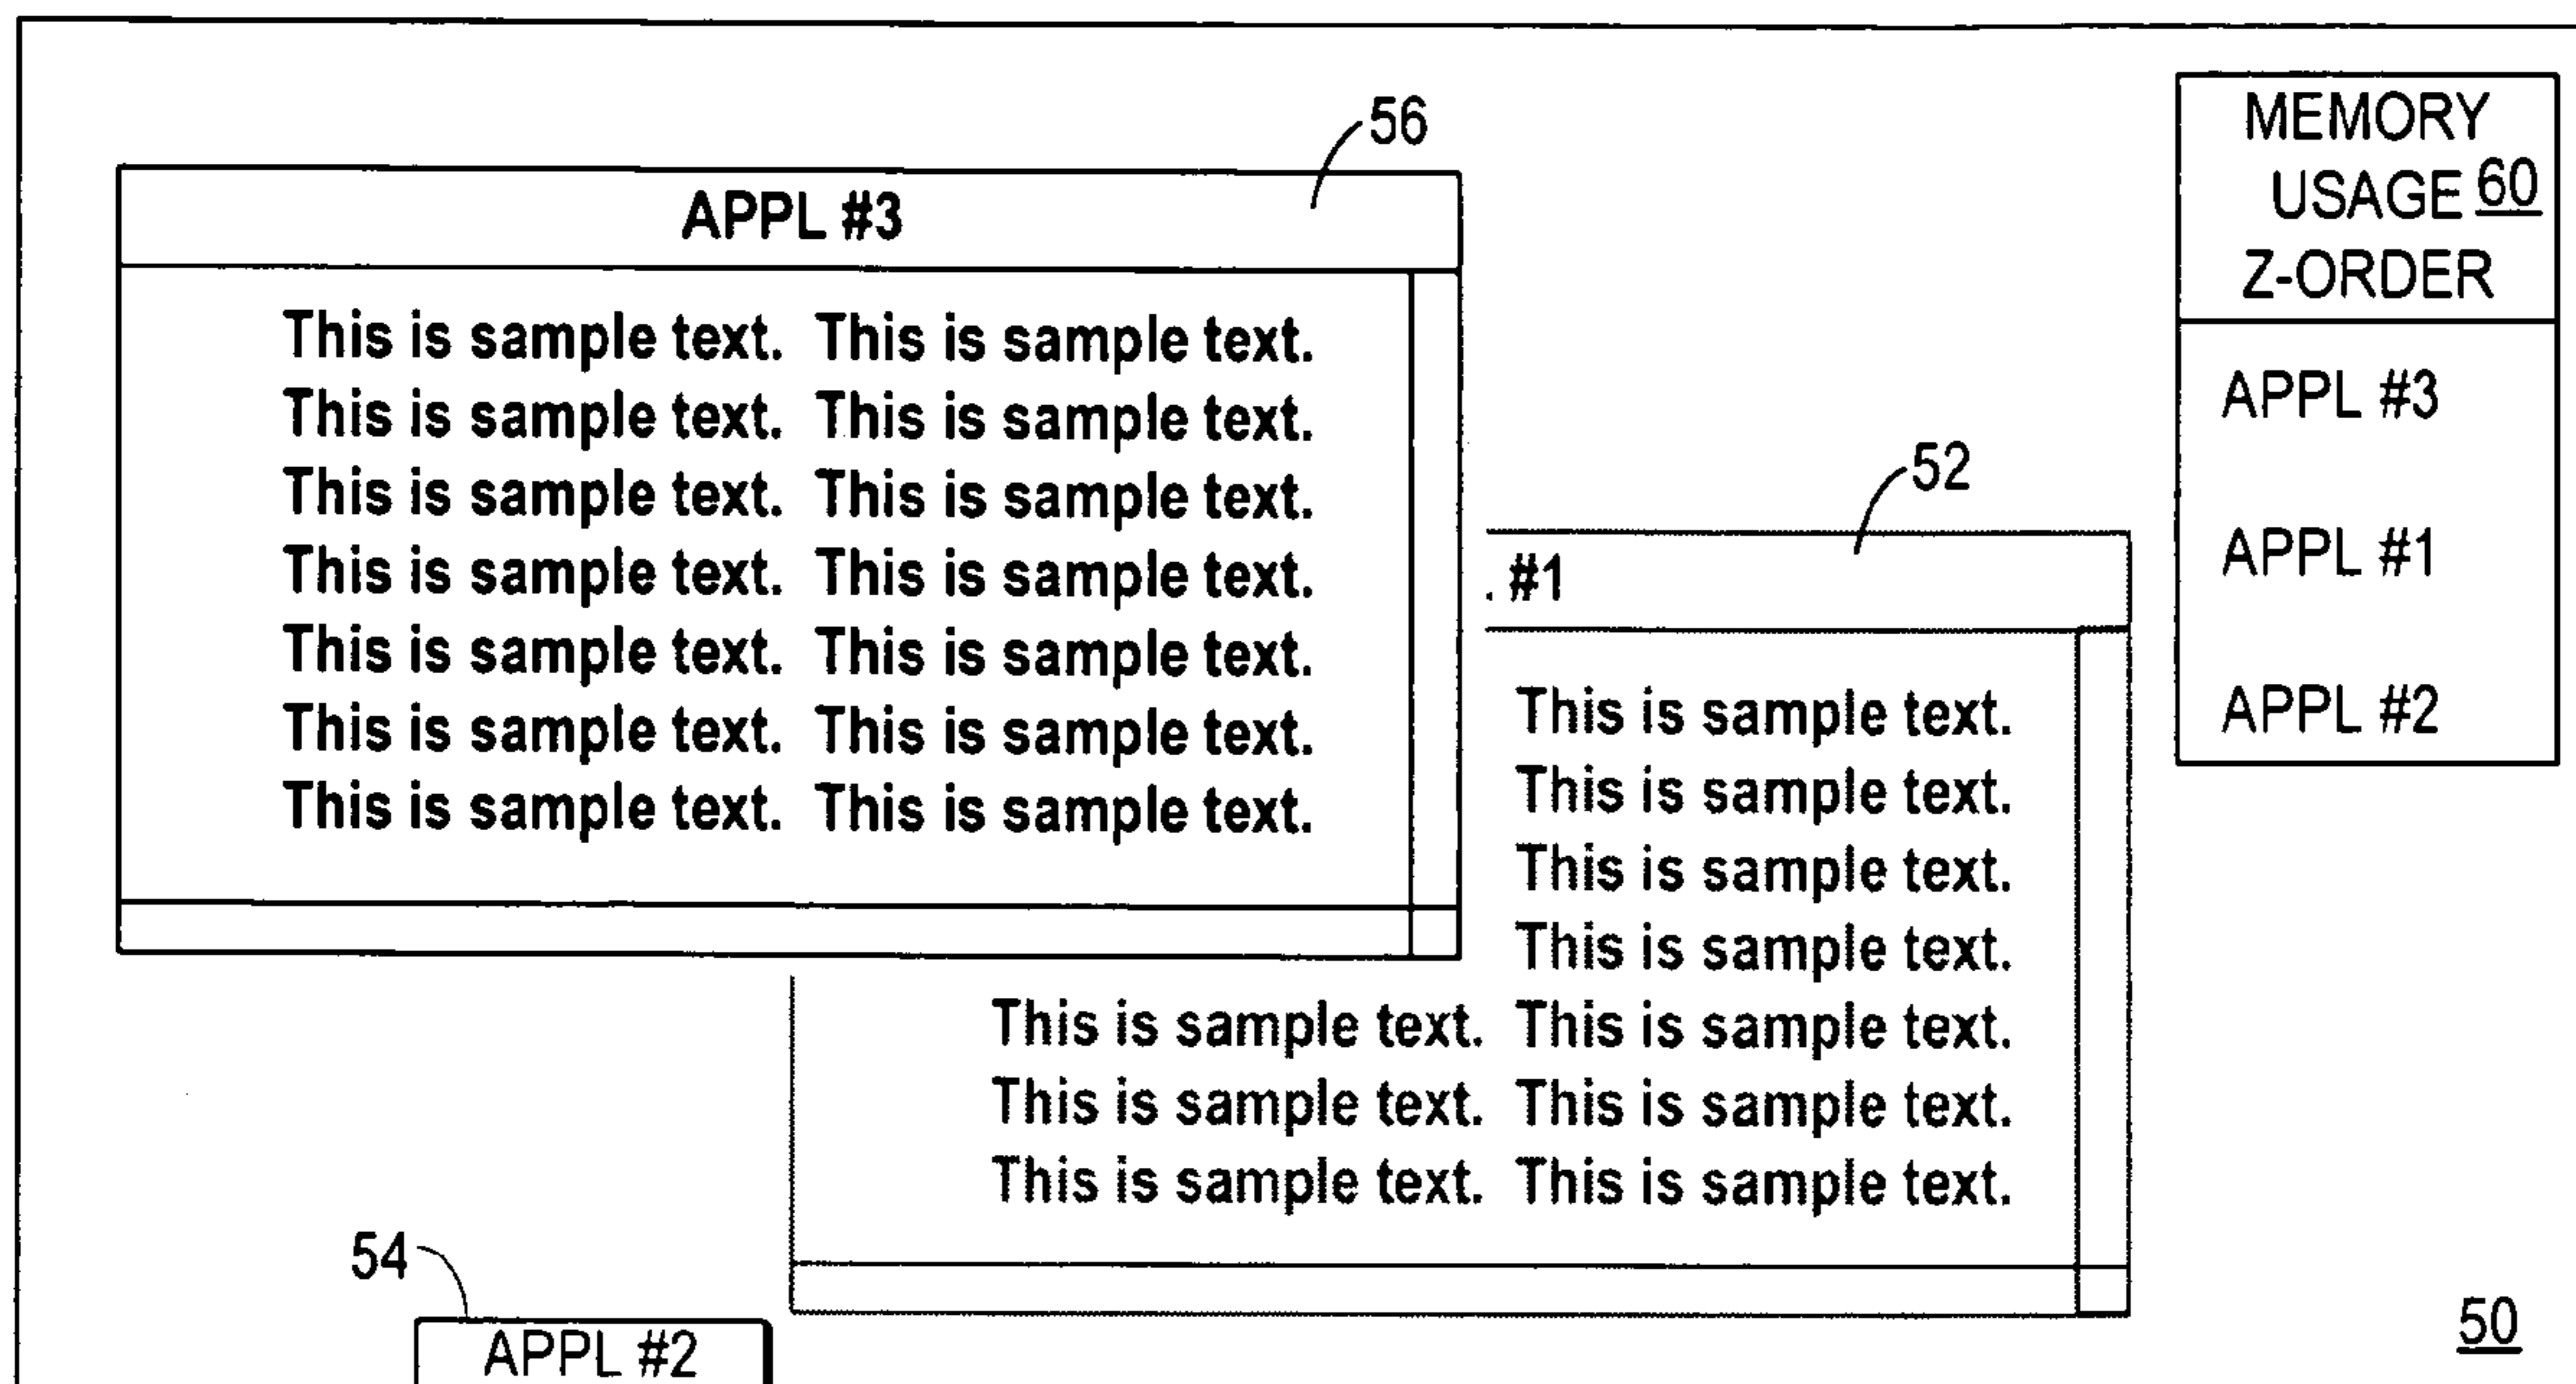 56
APPL #3
This is sample text. This is sample text.
This is sample text. This is sample text.
This is sample text. This is sample text.
This is sample text. This is sample text.
This is sample text. This is sample text.
This is sample text. This is sample text.
This is sample text. This is sample text.
52
. #1
This is sample text.
This is sample text.
This is sample text.
This is sample text.
This is sample text. This is sample text.
This is sample text. This is sample text.
This is sample text. This is sample text.
MEMORY
USAGE 60
Z-ORDER
APPL #3
APPL #1
APPL #2
54
APPL #2
50